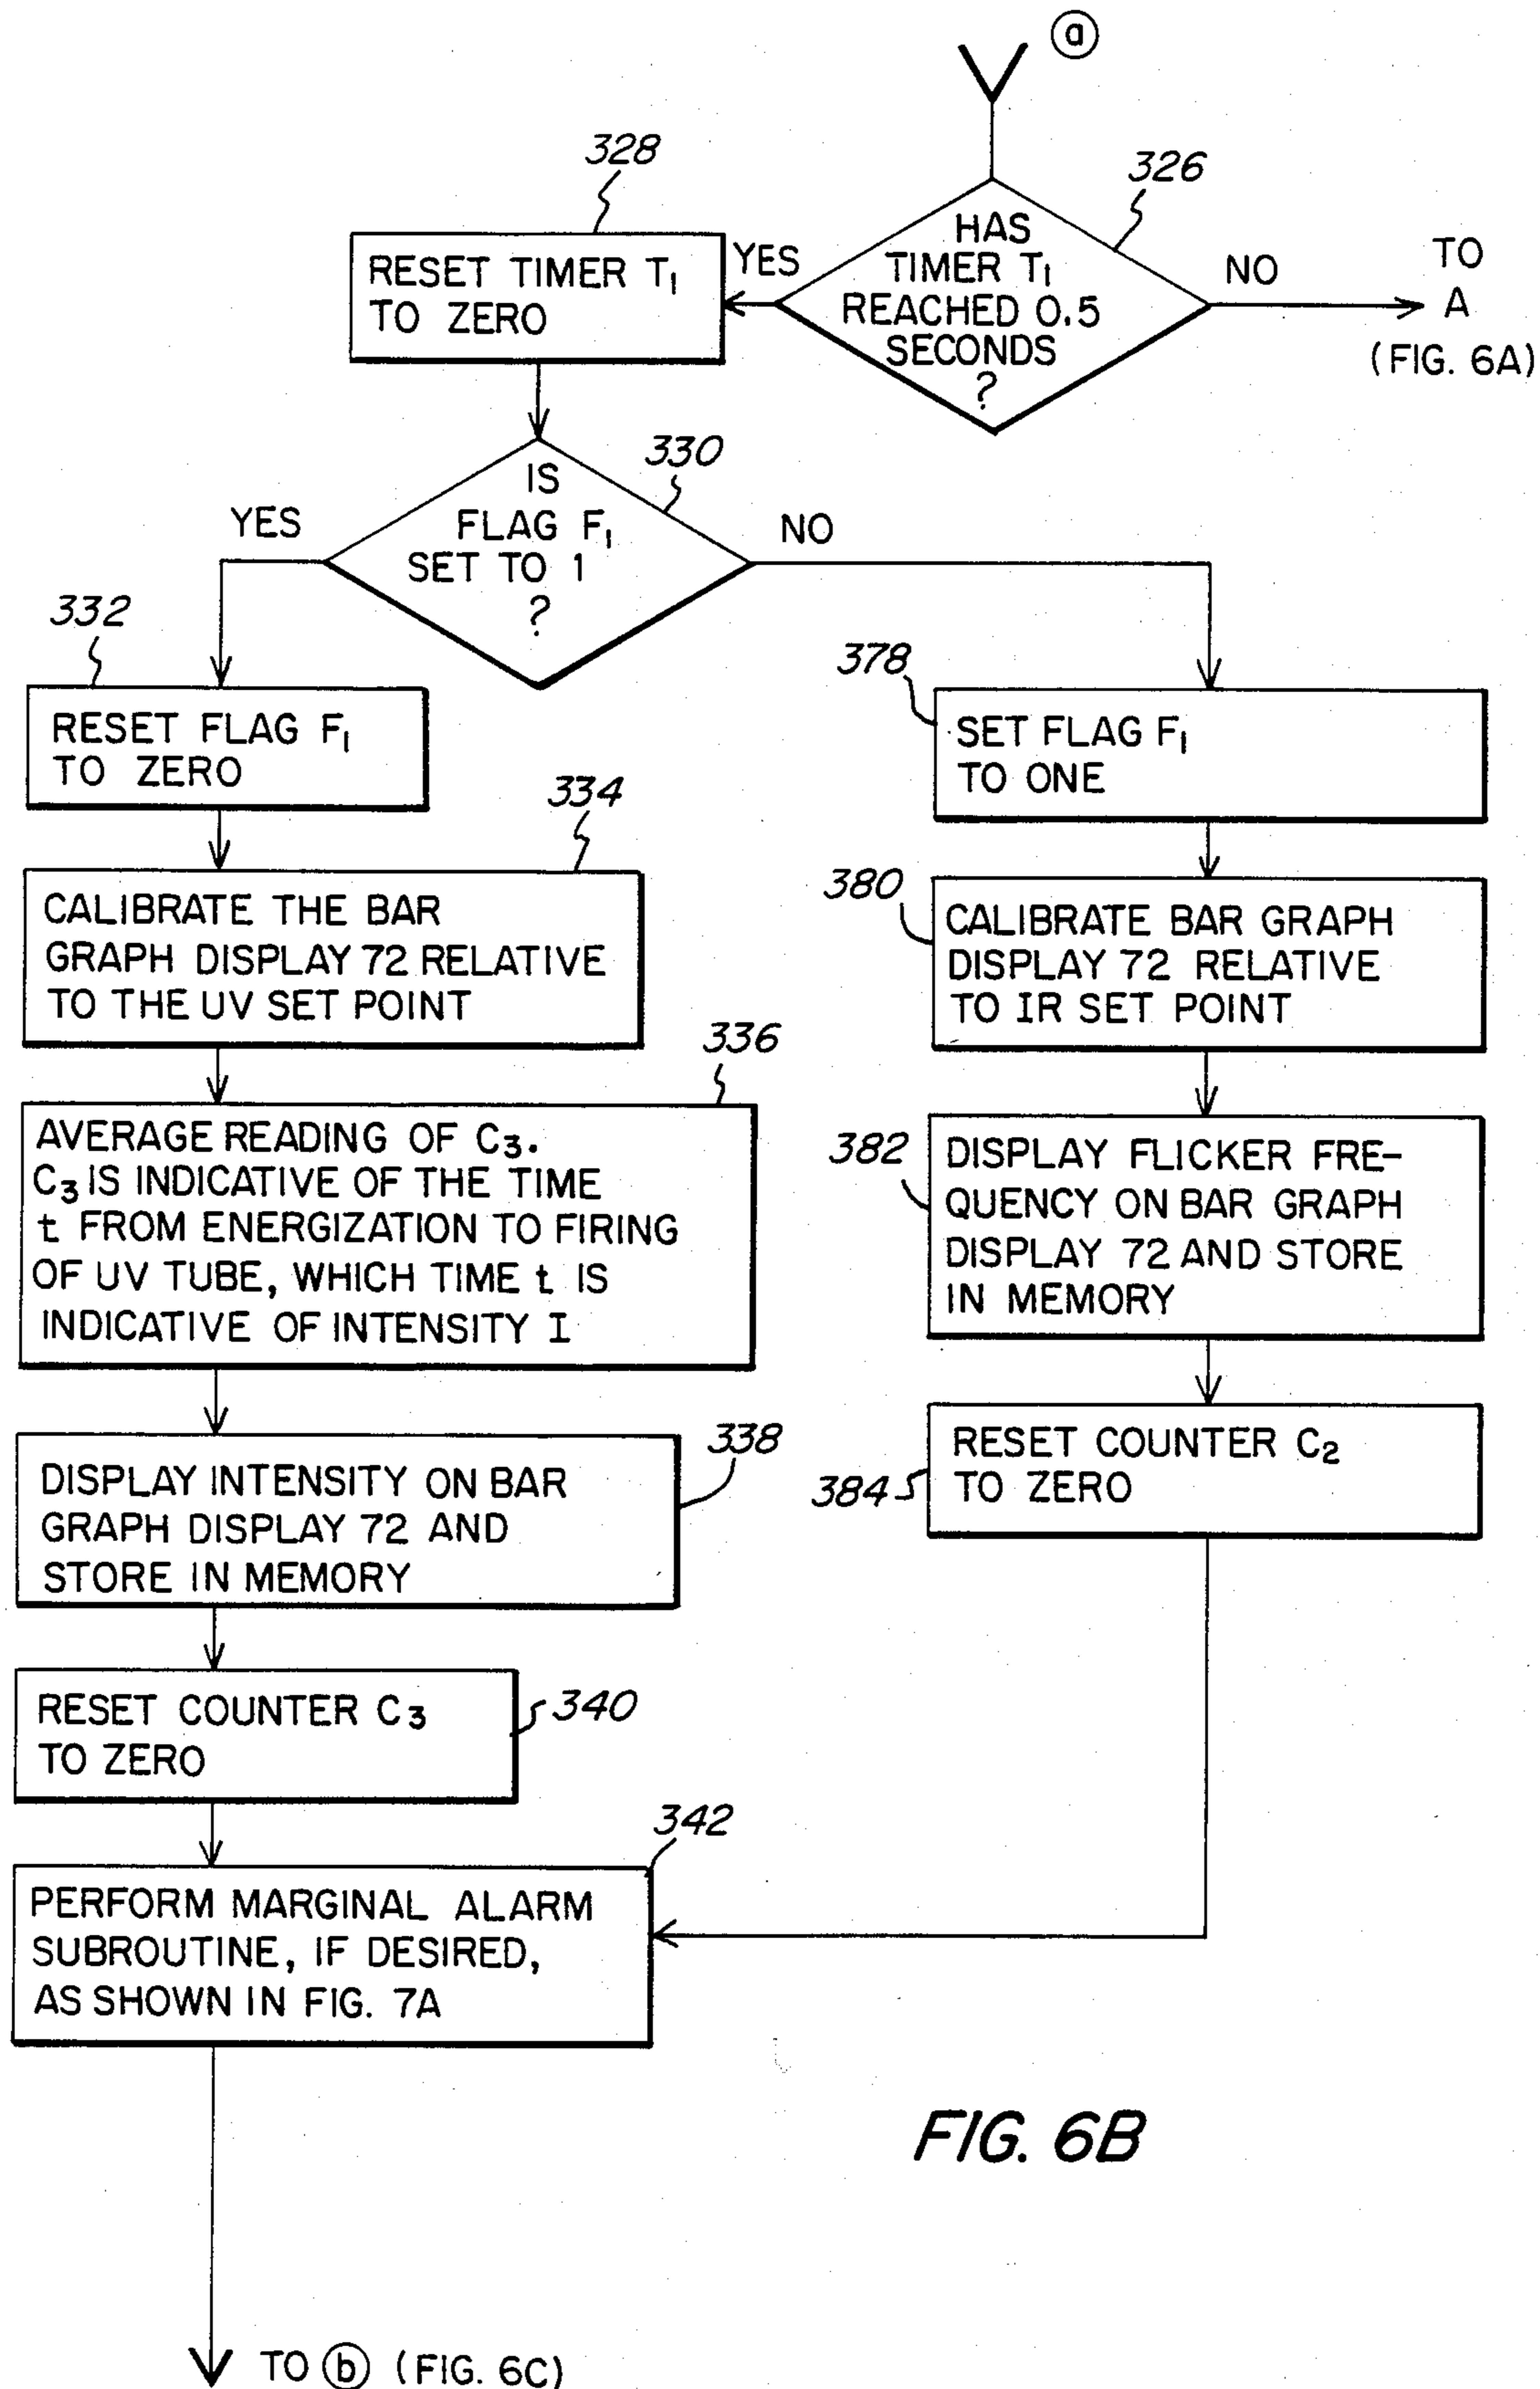 ⓐ
328
326
HAS
TIMER T₁
REACHED 0.5
SECONDS
?
YES
NO
TO
A
(FIG. 6A)
RESET TIMER T₁
TO ZERO
330
IS
FLAG F₁
SET TO 1
?
YES
NO
332
RESET FLAG F₁
TO ZERO
334
CALIBRATE THE BAR
GRAPH DISPLAY 72 RELATIVE
TO THE UV SET POINT
336
AVERAGE READING OF C₃.
C₃ IS INDICATIVE OF THE TIME
t FROM ENERGIZATION TO FIRING
OF UV TUBE, WHICH TIME t IS
INDICATIVE OF INTENSITY I
338
DISPLAY INTENSITY ON BAR
GRAPH DISPLAY 72 AND
STORE IN MEMORY
340
RESET COUNTER C₃
TO ZERO
378
SET FLAG F₁
TO ONE
380
CALIBRATE BAR GRAPH
DISPLAY 72 RELATIVE
TO IR SET POINT
382
DISPLAY FLICKER FRE-
QUENCY ON BAR GRAPH
DISPLAY 72 AND STORE
IN MEMORY
384
RESET COUNTER C₂
TO ZERO
342
PERFORM MARGINAL ALARM
SUBROUTINE, IF DESIRED,
AS SHOWN IN FIG. 7A
FIG. 6B
TO ⓑ (FIG. 6C)